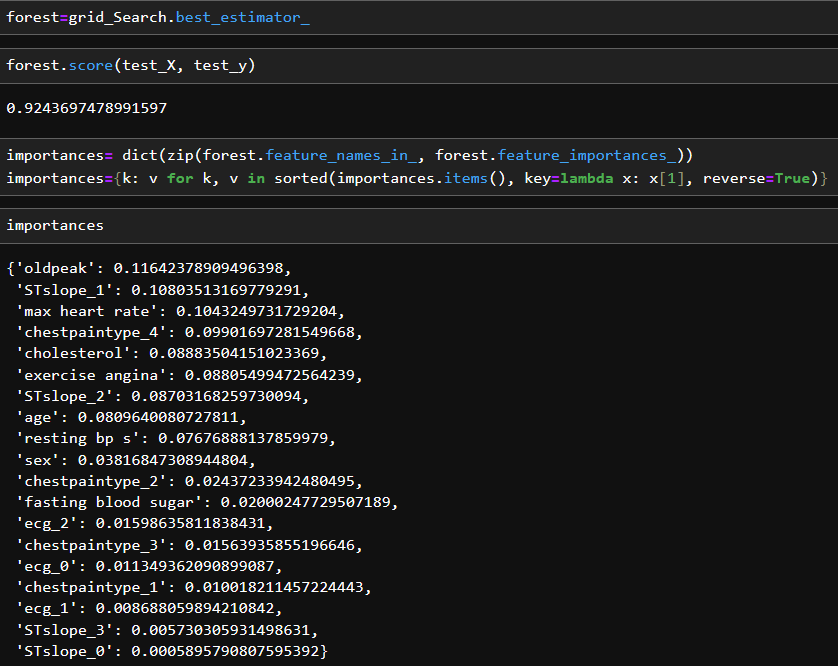 forest=grid_Search.best_estimator_
forest.score(test_X, test_y)
0.9243697478991597
importances= dict(zip(forest.feature_names_in_, forest.feature_importances_))
importances={k: v for k, v in sorted(importances.items(), key=lambda x: x[1], reverse=True)}
importances
{'oldpeak': 0.11642378909496398,
 'STslope_1': 0.10803513169779291,
 'max heart rate': 0.1043249731729204,
 'chestpaintype_4': 0.09901697281549668,
 'cholesterol': 0.08883504151023369,
 'exercise angina': 0.08805499472564239,
 'STslope_2': 0.08703168259730094,
 'age': 0.0809640080727811,
 'resting bp s': 0.07676888137859979,
 'sex': 0.03816847308944804,
 'chestpaintype_2': 0.02437233942480495,
 'fasting blood sugar': 0.02000247729507189,
 'ecg_2': 0.01598635811838431,
 'chestpaintype_3': 0.01563935855196646,
 'ecg_0': 0.011349362090899087,
 'chestpaintype_1': 0.010018211457224443,
 'ecg_1': 0.008688059894210842,
 'STslope_3': 0.005730305931498631,
 'STslope_0': 0.0005895790807595392}